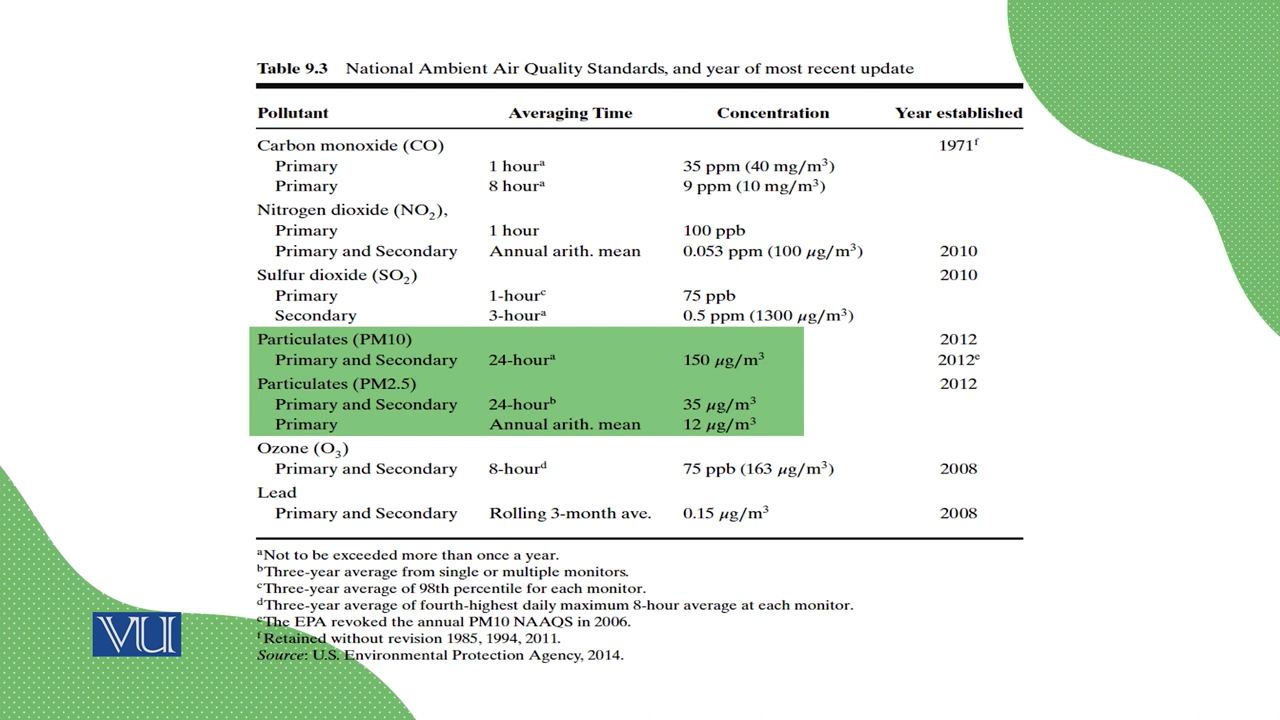 Table 9.3 National Ambient Air Quality Standards, and year of most recent update
Pollutant Averaging Time Concentration Year established
Carbon monoxide (CO) 1971ᶠ
Primary 1 hourᵃ 35 ppm (40 mg/m³)
Primary 8 hourᵃ 9 ppm (10 mg/m³)
Nitrogen dioxide (NO₂),
Primary 1 hour 100 ppb
Primary and Secondary Annual arith. mean 0.053 ppm (100 µg/m³) 2010
Sulfur dioxide (SO₂) 2010
Primary 1-hourᶜ 75 ppb
Secondary 3-hourᵃ 0.5 ppm (1300 µg/m³)
Particulates (PM10) 2012
Primary and Secondary 24-hourᵃ 150 µg/m³ 2012ᵉ
Particulates (PM2.5) 2012
Primary and Secondary 24-hourᵇ 35 µg/m³
Primary Annual arith. mean 12 µg/m³
Ozone (O₃)
Primary and Secondary 8-hourᵈ 75 ppb (163 µg/m³) 2008
Lead
Primary and Secondary Rolling 3-month ave. 0.15 µg/m³ 2008
ᵃNot to be exceeded more than once a year.
ᵇThree-year average from single or multiple monitors.
ᶜThree-year average of 98th percentile for each monitor.
ᵈThree-year average of fourth-highest daily maximum 8-hour average at each monitor.
ᵉThe EPA revoked the annual PM10 NAAQS in 2006.
ᶠRetained without revision 1985, 1994, 2011.
Source: U.S. Environmental Protection Agency, 2014.
VU